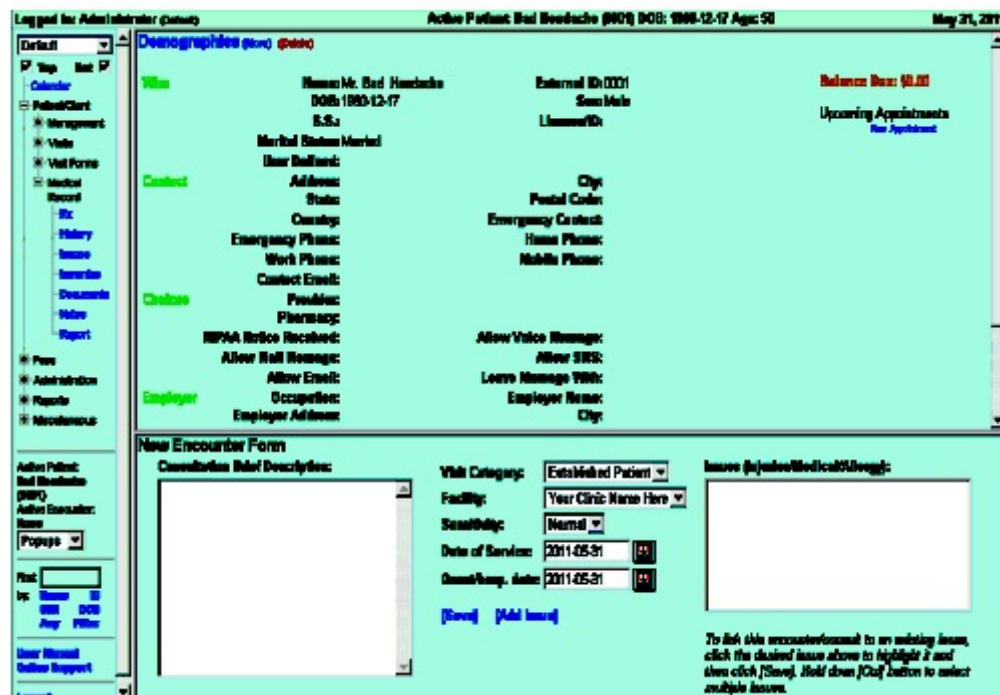 Logged in: Administrator (Default)
Active Patient: Bad Headache (0001) DOB: 1960-12-17 Age: 50
May 31, 201
Default
Top Bot
Calendar
Patient/Client
Management
Visits
Visit Forms
Medical
Record
Rx
History
Issues
Immunize
Documents
Notes
Report
Fees
Administration
Reports
Miscellaneous
Active Patient:
Bad Headache
(0001)
Active Encounter:
None
Popups
Find:
by: Name ID
SSN DOB
Any Filter
User Manual
Online Support
Logout
Demographics (More) (Delete)
Who
Name: Mr. Bad Headache
External ID: 0001
DOB: 1960-12-17
Sex: Male
S.S.:
License/ID:
Marital Status: Married
User Defined:
Balance Due: $0.00
Upcoming Appointments
New Appointment
Contact
Address:
City:
State:
Postal Code:
Country:
Emergency Contact:
Emergency Phone:
Home Phone:
Work Phone:
Mobile Phone:
Contact Email:
Choices
Provider:
Pharmacy:
HIPAA Notice Received:
Allow Voice Message:
Allow Mail Message:
Allow SMS:
Allow Email:
Leave Message With:
Employer
Occupation:
Employer Name:
Employer Address:
City:
New Encounter Form
Consultation Brief Description:
Visit Category: Established Patient
Facility: Your Clinic Name Here
Sensitivity: Normal
Date of Service: 2011-05-31
Onset/hosp. date: 2011-05-31
[Save] [Add Issue]
Issues (Injuries/Medical/Allergy):
To link this encounter/consult to an existing issue,
click the desired issue above to highlight it and
then click [Save]. Hold down [Ctrl] button to select
multiple issues.